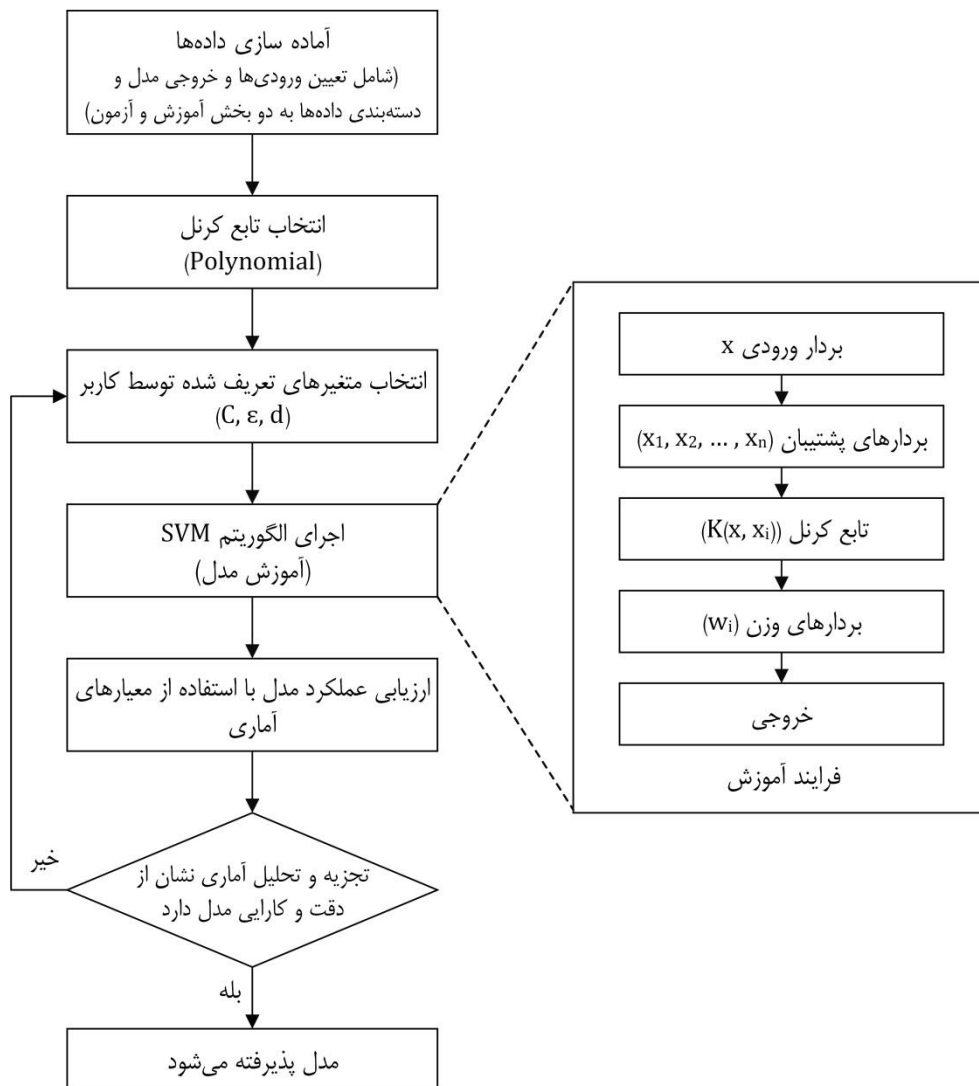 آماده سازی داده‌ها
(شامل تعیین ورودی‌ها و خروجی مدل و
دسته‌بندی داده‌ها به دو بخش آموزش و آزمون)
انتخاب تابع کرنل
(Polynomial)
انتخاب متغیرهای تعریف شده توسط کاربر
(C, ε, d)
اجرای الگوریتم SVM
(آموزش مدل)
ارزیابی عملکرد مدل با استفاده از معیارهای
آماری
تجزیه و تحلیل آماری نشان از
دقت و کارایی مدل دارد
خیر
بله
مدل پذیرفته می‌شود
بردار ورودی x
بردارهای پشتیبان (x₁, x₂, … , xₙ)
تابع کرنل (K(x, xᵢ))
بردارهای وزن (wᵢ)
خروجی
فرایند آموزش